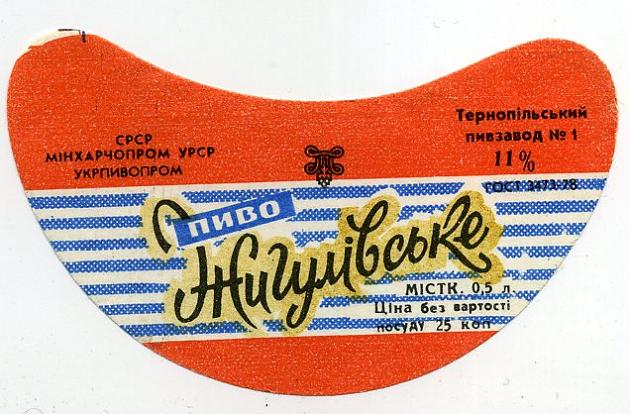 СРСР
МІНХАРЧОПРОМ УРСР
УКРПИВОПРОМ
Тернопільський
пивзавод № 1
11%
ГОСТ 3473-78
ПИВО
Жигулівське
МІСТК. 0,5 л.
Ціна без вартості
посуду 25 коп